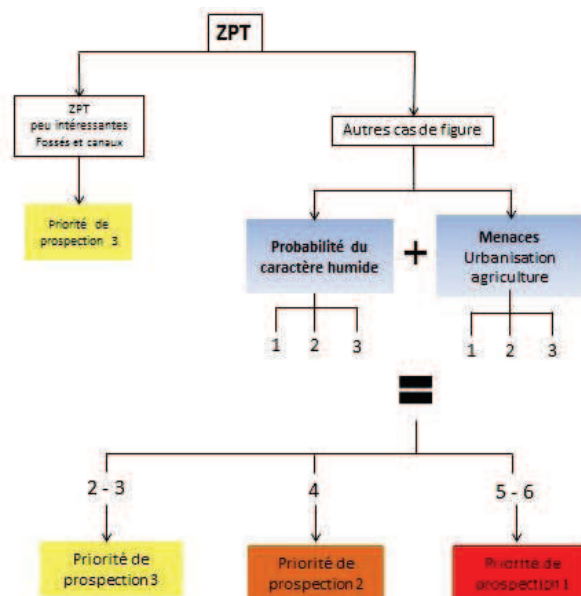 ZPT
ZPT
peu intéressantes
Fossés et canaux
Autres cas de figure
Priorité de
prospection 3
Probabilité du
caractère humide
+
Menaces
Urbanisation
agriculture
1 2 3
1 2 3
=
2 - 3
4
5 - 6
Priorité de
prospection 3
Priorité de
prospection 2
Priorité de
prospection 1